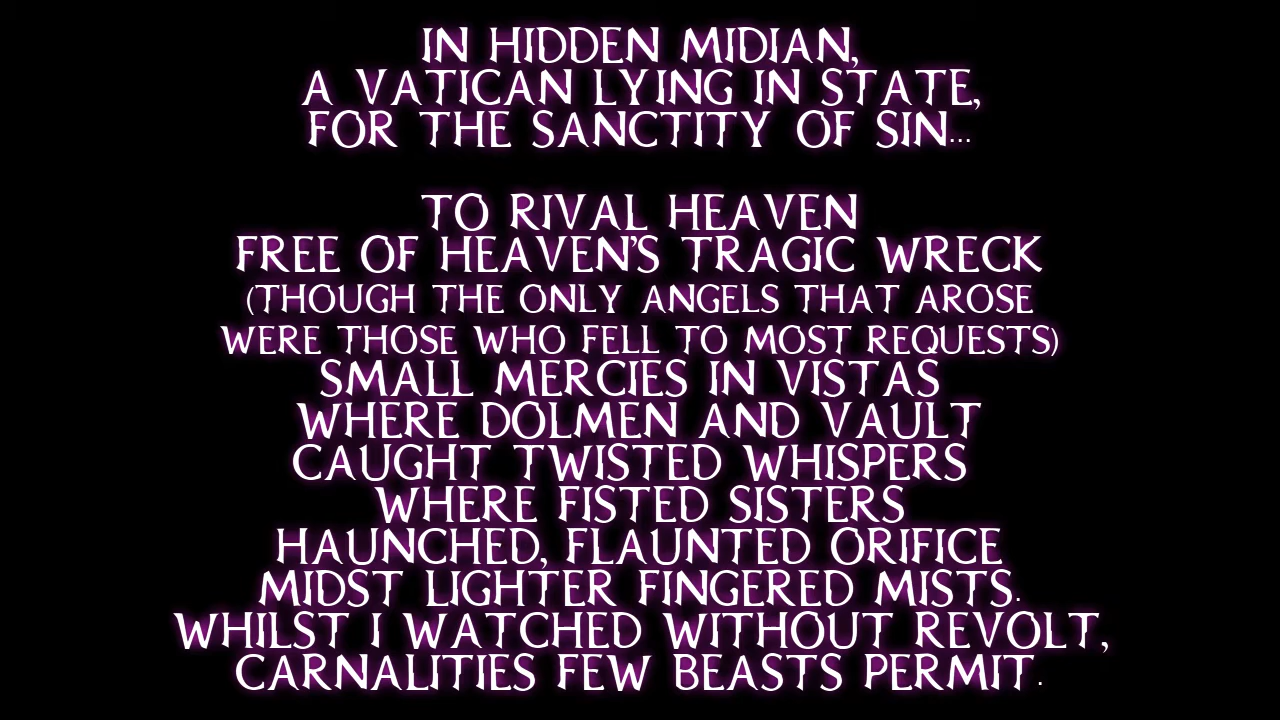 IN HIDDEN MIDIAN,
A VATICAN LYING IN STATE,
FOR THE SANCTITY OF SIN...
TO RIVAL HEAVEN
FREE OF HEAVEN'S TRAGIC WRECK
(THOUGH THE ONLY ANGELS THAT AROSE
WERE THOSE WHO FELL TO MOST REQUESTS)
SMALL MERCIES IN VISTAS
WHERE DOLMEN AND VAULT
CAUGHT TWISTED WHISPERS
WHERE FISTED SISTERS
HAUNCHED, FLAUNTED ORIFICE
MIDST LIGHTER FINGERED MISTS.
WHILST I WATCHED WITHOUT REVOLT,
CARNALITIES FEW BEASTS PERMIT.